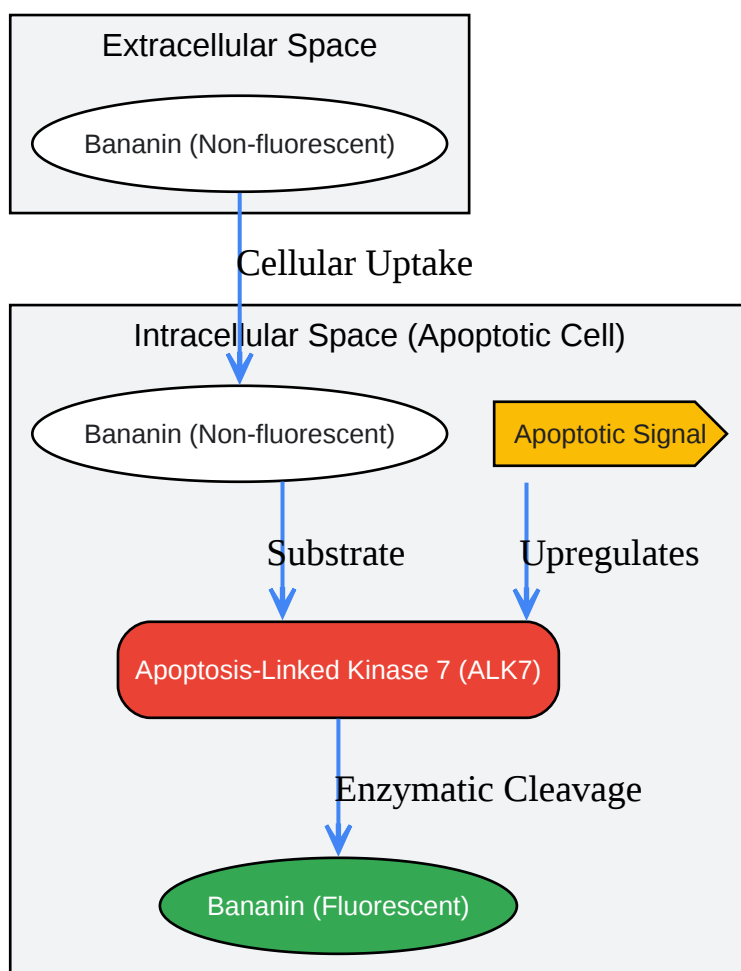 Extracellular Space
Bananin (Non-fluorescent)
Cellular Uptake
Intracellular Space (Apoptotic Cell)
Bananin (Non-fluorescent)
Apoptotic Signal
Substrate
Upregulates
Apoptosis-Linked Kinase 7 (ALK7)
Enzymatic Cleavage
Bananin (Fluorescent)